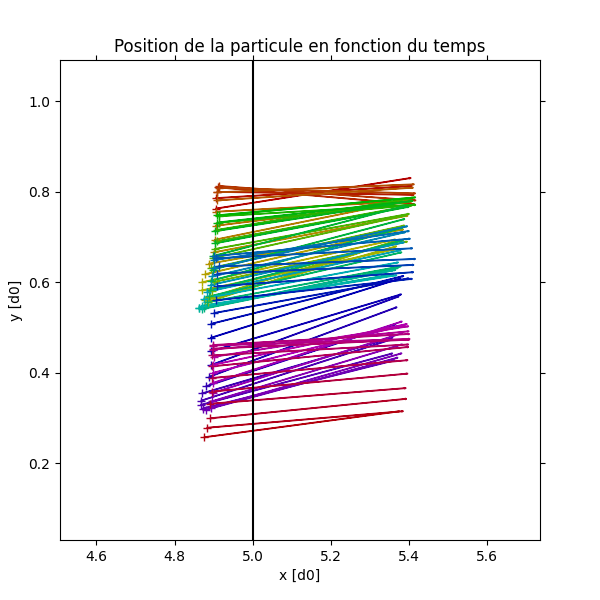 Position de la particule en fonction du temps
1.0
0.8
0.6
0.4
0.2
y [d0]
4.6 4.8 5.0 5.2 5.4 5.6
x [d0]